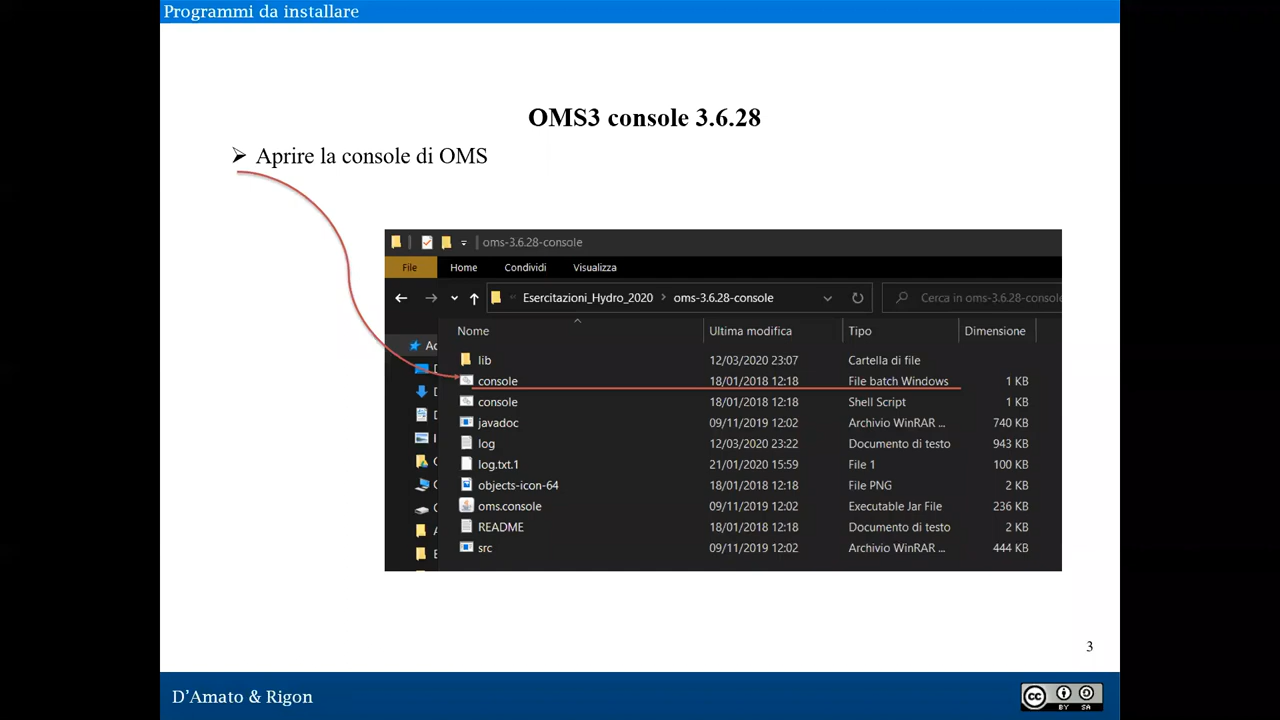 Programmi da installare
OMS3 console 3.6.28
➢ Aprire la console di OMS
oms-3.6.28-console
File Home Condividi Visualizza
« Esercitazioni_Hydro_2020 > oms-3.6.28-console Cerca in oms-3.6.28-console
Nome Ultima modifica Tipo Dimensione
lib 12/03/2020 23:07 Cartella di file
console 18/01/2018 12:18 File batch Windows 1 KB
console 18/01/2018 12:18 Shell Script 1 KB
javadoc 09/11/2019 12:02 Archivio WinRAR ... 740 KB
log 12/03/2020 23:22 Documento di testo 943 KB
log.txt.1 21/01/2020 15:59 File 1 100 KB
objects-icon-64 18/01/2018 12:18 File PNG 2 KB
oms.console 09/11/2019 12:02 Executable Jar File 236 KB
README 18/01/2018 12:18 Documento di testo 2 KB
src 09/11/2019 12:02 Archivio WinRAR ... 444 KB
3
D'Amato & Rigon
cc BY SA